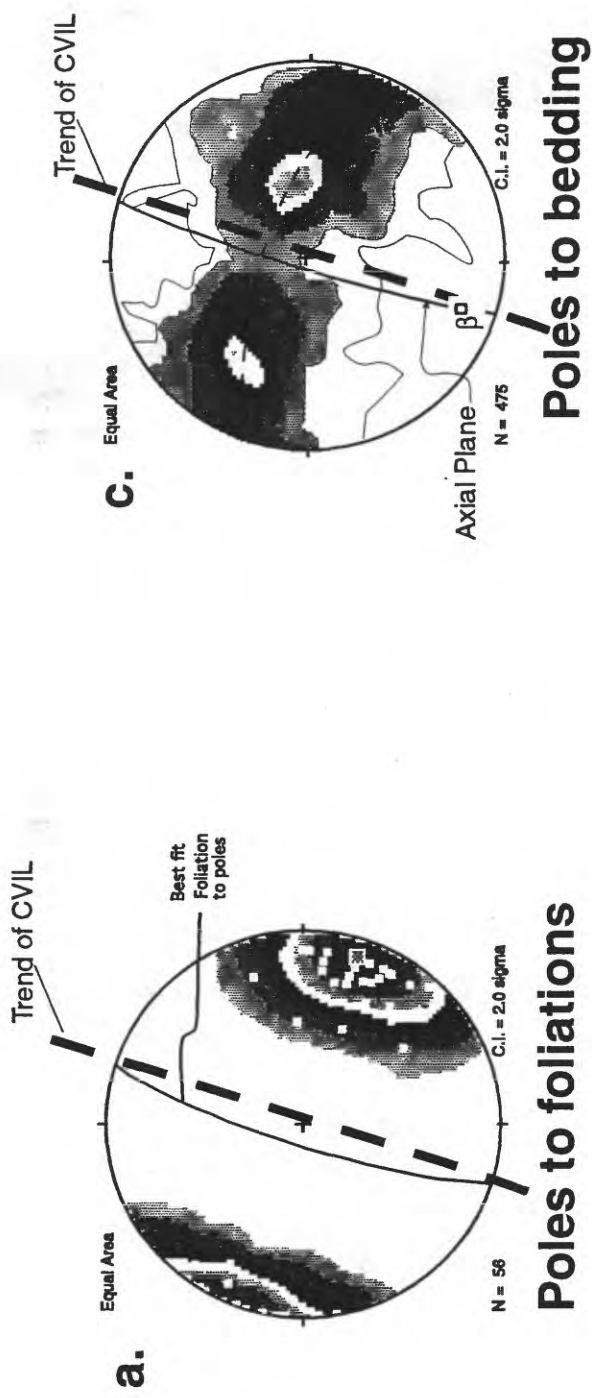 a.
Equal Area
Trend of CVIL
Best fit
Foliation
to poles
N = 56
C.I. = 2.0 sigma
Poles to foliations
c.
Equal Area
Trend of CVIL
Axial Plane
β
N = 475
C.I. = 2.0 sigma
Poles to bedding